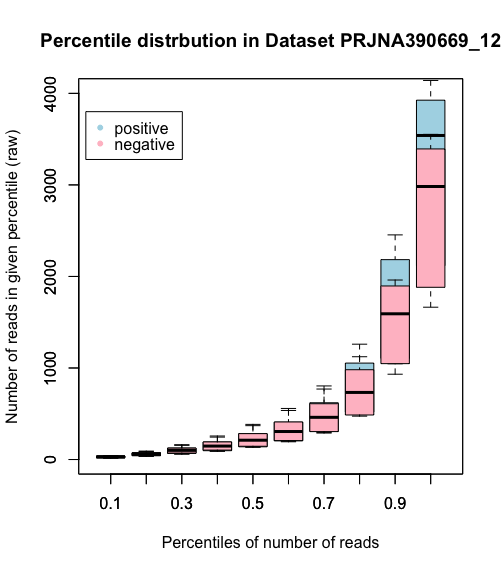 Percentile distrbution in Dataset PRJNA390669_12
Number of reads in given percentile (raw)
4000
3000
2000
1000
0
positive
negative
0.1 0.3 0.5 0.7 0.9
Percentiles of number of reads